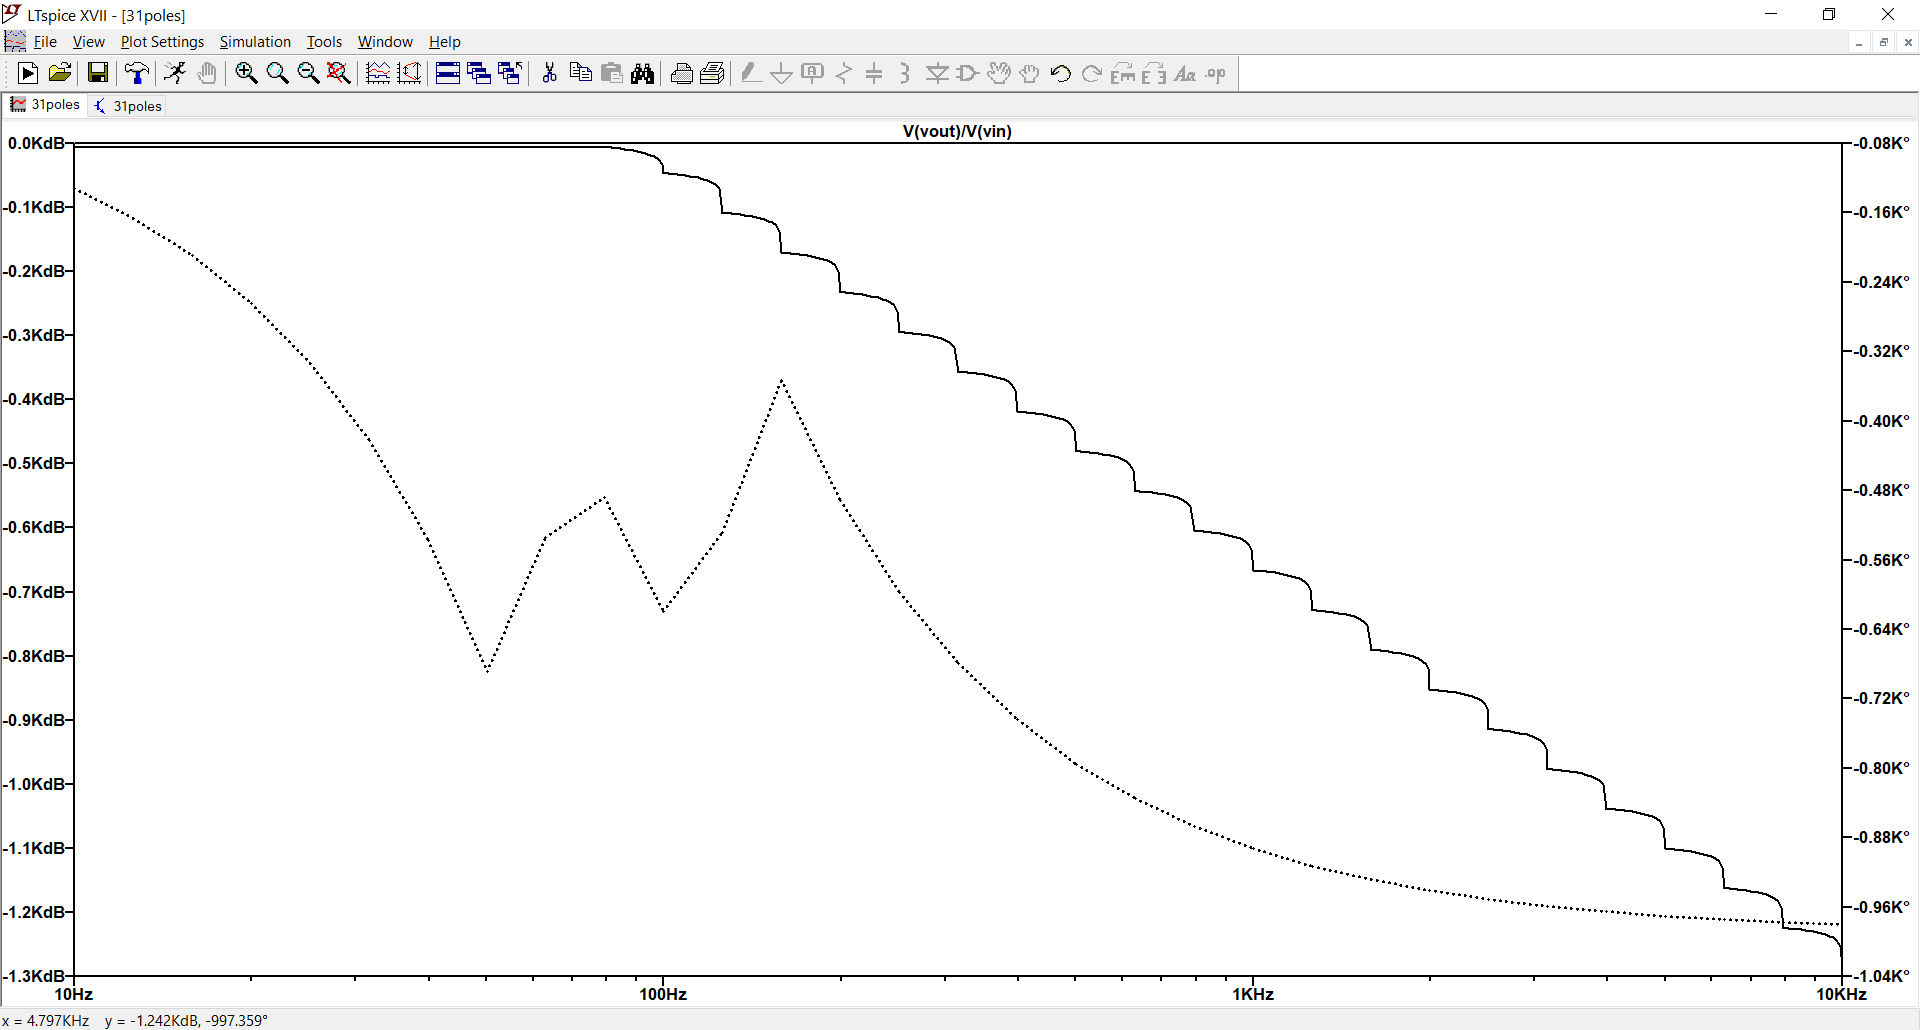 LTspice XVII - [31poles]
File View Plot Settings Simulation Tools Window Help
31poles 31poles
V(vout)/V(vin)
0.0KdB
-0.1KdB
-0.2KdB
-0.3KdB
-0.4KdB
-0.5KdB
-0.6KdB
-0.7KdB
-0.8KdB
-0.9KdB
-1.0KdB
-1.1KdB
-1.2KdB
-1.3KdB
-0.08K°
-0.16K°
-0.24K°
-0.32K°
-0.40K°
-0.48K°
-0.56K°
-0.64K°
-0.72K°
-0.80K°
-0.88K°
-0.96K°
-1.04K°
10Hz 100Hz 1KHz 10KHz
x = 4.797KHz y = -1.242KdB, -997.359°